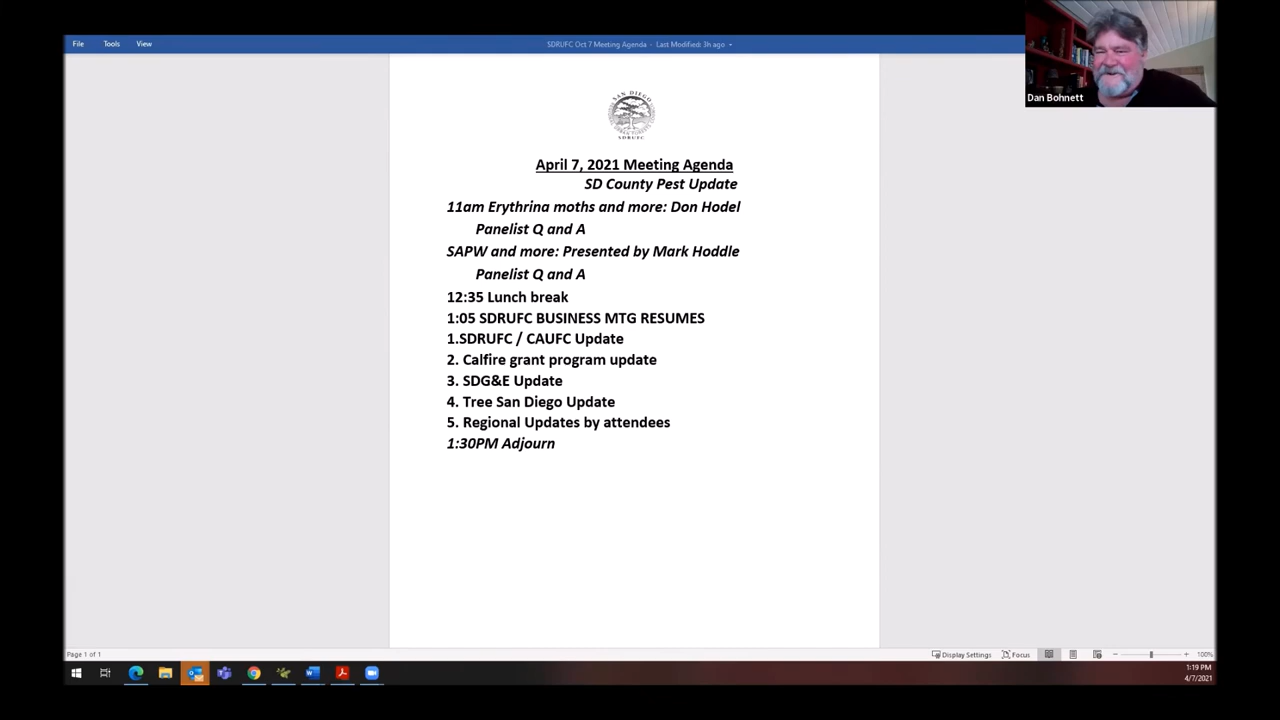 File Tools View
SDRUFC Oct 7 Meeting Agenda - Last Modified: 3h ago
Dan Bohnett
SAN DIEGO
SDRUFC
April 7, 2021 Meeting Agenda
SD County Pest Update
11am Erythrina moths and more: Don Hodel
Panelist Q and A
SAPW and more: Presented by Mark Hoddle
Panelist Q and A
12:35 Lunch break
1:05 SDRUFC BUSINESS MTG RESUMES
1.SDRUFC / CAUFC Update
2. Calfire grant program update
3. SDG&E Update
4. Tree San Diego Update
5. Regional Updates by attendees
1:30PM Adjourn
Page 1 of 1
Display Settings Focus
100%
1:19 PM
4/7/2021